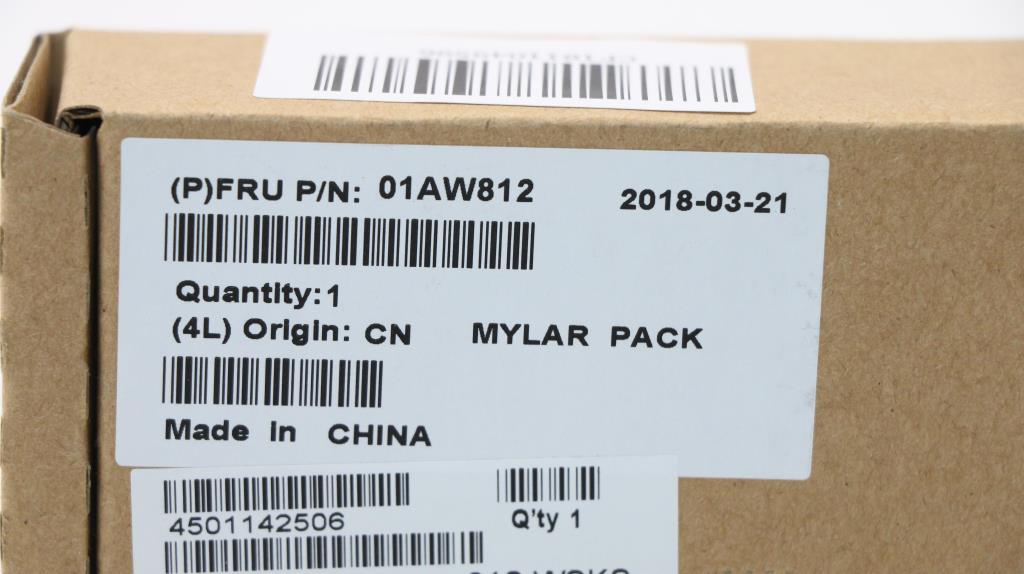 (P)FRU P/N: 01AW812 2018-03-21
Quantity:1
(4L) Origin: CN MYLAR PACK
Made in CHINA
4501142506 Q'ty 1